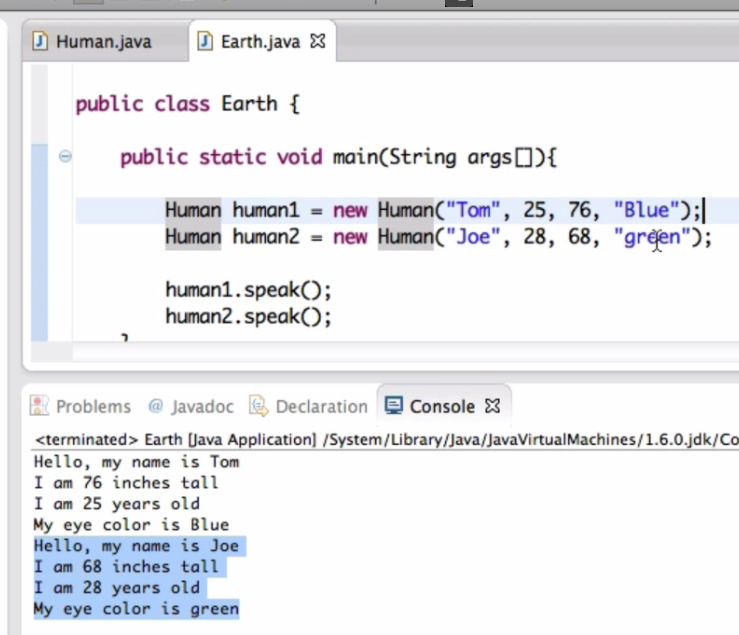 Human.java
Earth.java
public class Earth {
public static void main(String args[]){
Human human1 = new Human("Tom", 25, 76, "Blue");
Human human2 = new Human("Joe", 28, 68, "green");
human1.speak();
human2.speak();
}
Problems @ Javadoc Declaration Console
<terminated> Earth [Java Application] /System/Library/Java/JavaVirtualMachines/1.6.0.jdk/Co
Hello, my name is Tom
I am 76 inches tall
I am 25 years old
My eye color is Blue
Hello, my name is Joe
I am 68 inches tall
I am 28 years old
My eye color is green